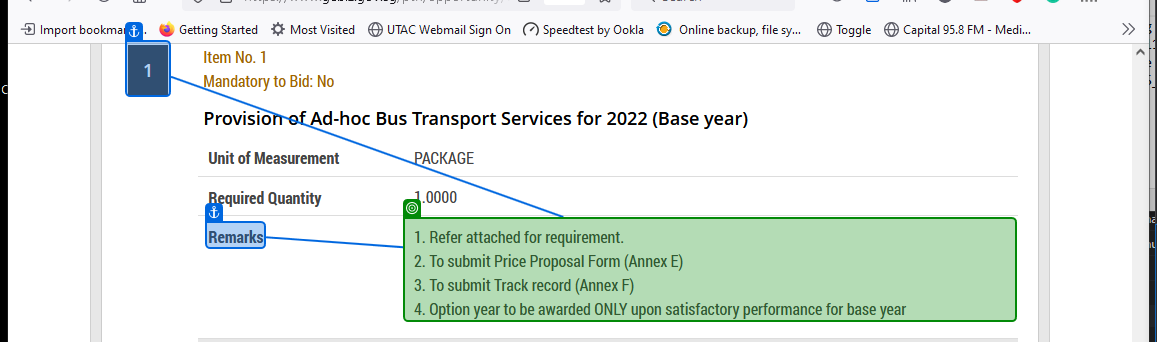 Import bookmar...
Getting Started
Most Visited
UTAC Webmail Sign On
Speedtest by Ookla
Online backup, file sy...
Toggle
Capital 95.8 FM - Medi...
1
Item No. 1
Mandatory to Bid: No
Provision of Ad-hoc Bus Transport Services for 2022 (Base year)
Unit of Measurement PACKAGE
Required Quantity 1.0000
Remarks 1. Refer attached for requirement.
2. To submit Price Proposal Form (Annex E)
3. To submit Track record (Annex F)
4. Option year to be awarded ONLY upon satisfactory performance for base year